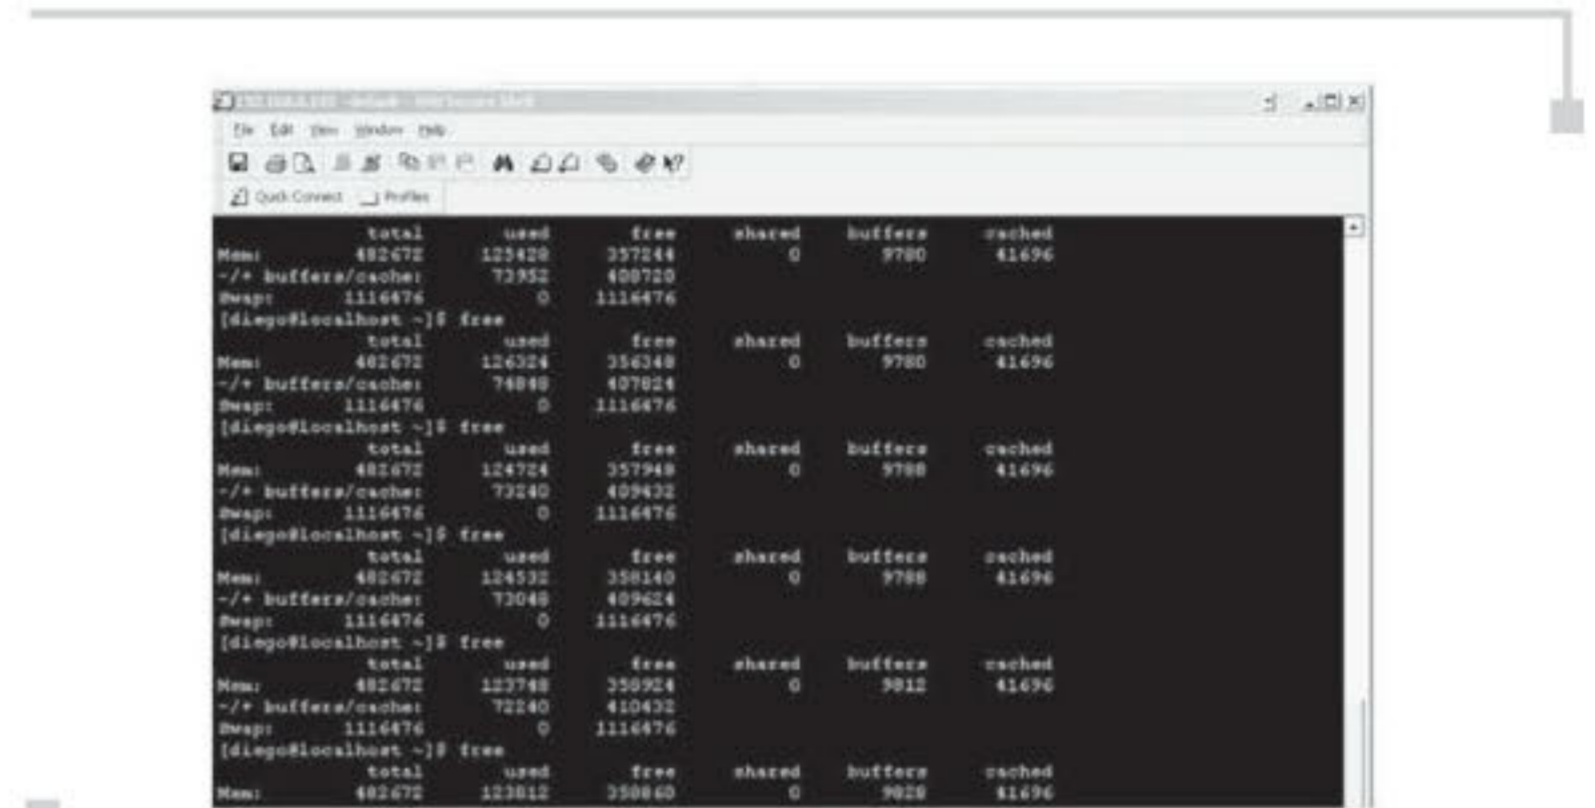 File Edit View Window Help
Quick Connect Profiles
total used free shared buffers cached
Mem: 482672 125428 357244 0 9780 41696
-/+ buffers/cache: 73952 408720
Swap: 1116476 0 1116476
[diego@localhost ~]$ free
total used free shared buffers cached
Mem: 482672 126324 356348 0 9780 41696
-/+ buffers/cache: 74848 407824
Swap: 1116476 0 1116476
[diego@localhost ~]$ free
total used free shared buffers cached
Mem: 482672 124724 357948 0 9788 41696
-/+ buffers/cache: 73240 409432
Swap: 1116476 0 1116476
[diego@localhost ~]$ free
total used free shared buffers cached
Mem: 482672 124532 358140 0 9788 41696
-/+ buffers/cache: 73048 409624
Swap: 1116476 0 1116476
[diego@localhost ~]$ free
total used free shared buffers cached
Mem: 482672 123748 358924 0 9812 41696
-/+ buffers/cache: 72240 410432
Swap: 1116476 0 1116476
[diego@localhost ~]$ free
total used free shared buffers cached
Mem: 482672 123812 358860 0 9828 41696